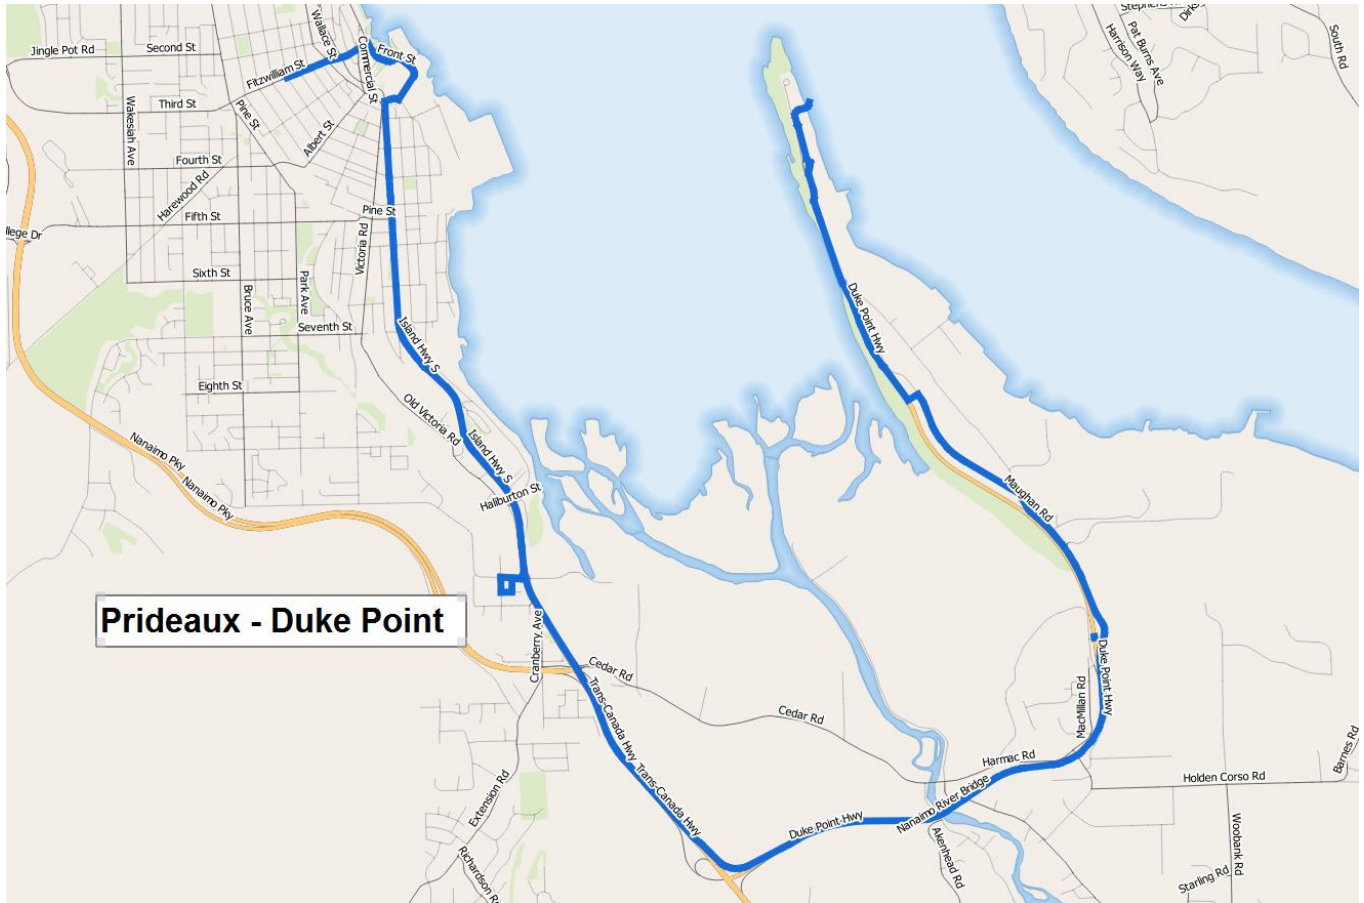 Stephens
Dirks
Jingle Pot Rd
Second St
Wallace St
Commercial St
Front St
Fitzwilliam St
Harrison Way
Pat Burns Ave
South Rd
Third St
Pine St
Wakesiah Ave
Albert St
Fourth St
Harewood Rd
Fifth St
Pine St
llege Dr
Victoria Rd
Sixth St
Park Ave
Bruce Ave
Seventh St
Island Hwy S
Duke Point Hwy
Eighth St
Old Victoria Rd
Island Hwy S
Nanaimo Pky
Nanaimo Pky
Haliburton St
Maughan Rd
Prideaux - Duke Point
Cranberry Ave
Cedar Rd
Duke Point Hwy
MacMillan Rd
Trans-Canada Hwy
Cedar Rd
Harmac Rd
Barnes Rd
Trans-Canada Hwy
Holden Corso Rd
Extension Rd
Nanaimo River Bridge
Duke Point Hwy
Akenhead Rd
Woobank Rd
Richardson Rd
Starling Rd